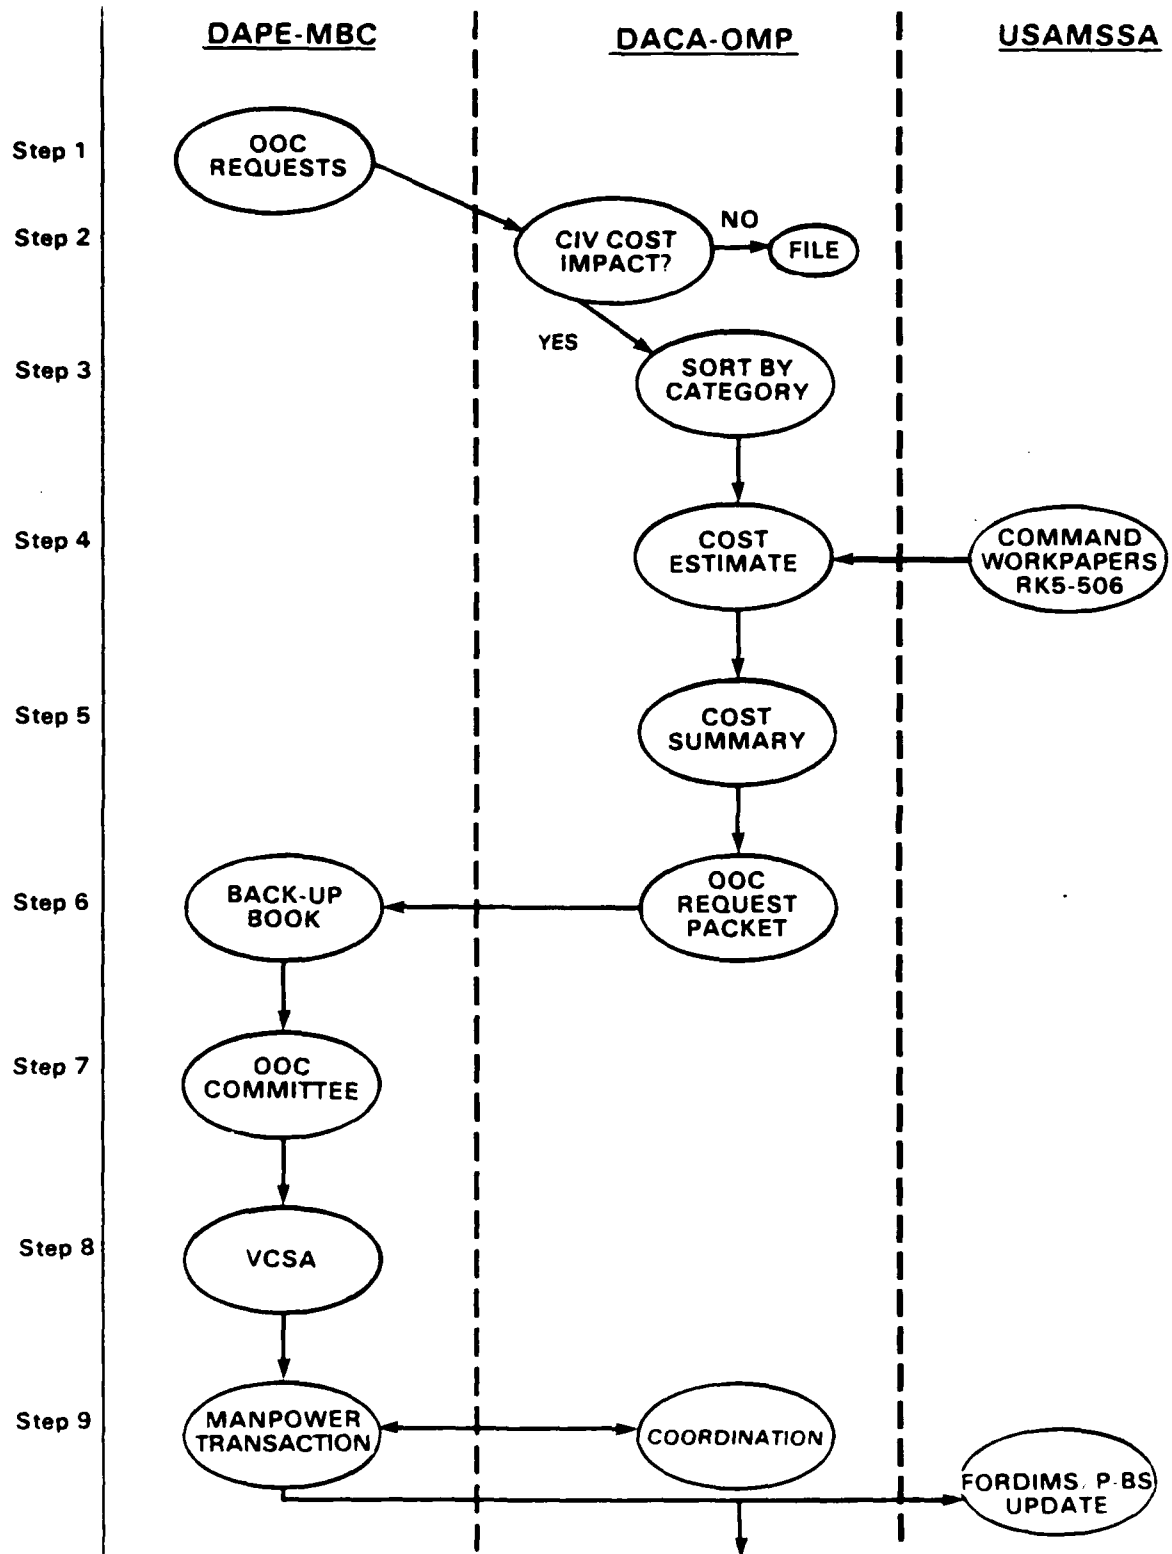 DAPE-MBC
DACA-OMP
USAMSSA
Step 1
OOC
REQUESTS
Step 2
CIV COST
IMPACT?
NO
FILE
YES
Step 3
SORT BY
CATEGORY
Step 4
COST
ESTIMATE
COMMAND
WORKPAPERS
RK5-506
Step 5
COST
SUMMARY
Step 6
BACK-UP
BOOK
OOC
REQUEST
PACKET
Step 7
OOC
COMMITTEE
Step 8
VCSA
Step 9
MANPOWER
TRANSACTION
COORDINATION
FORDIMS, P-BS
UPDATE